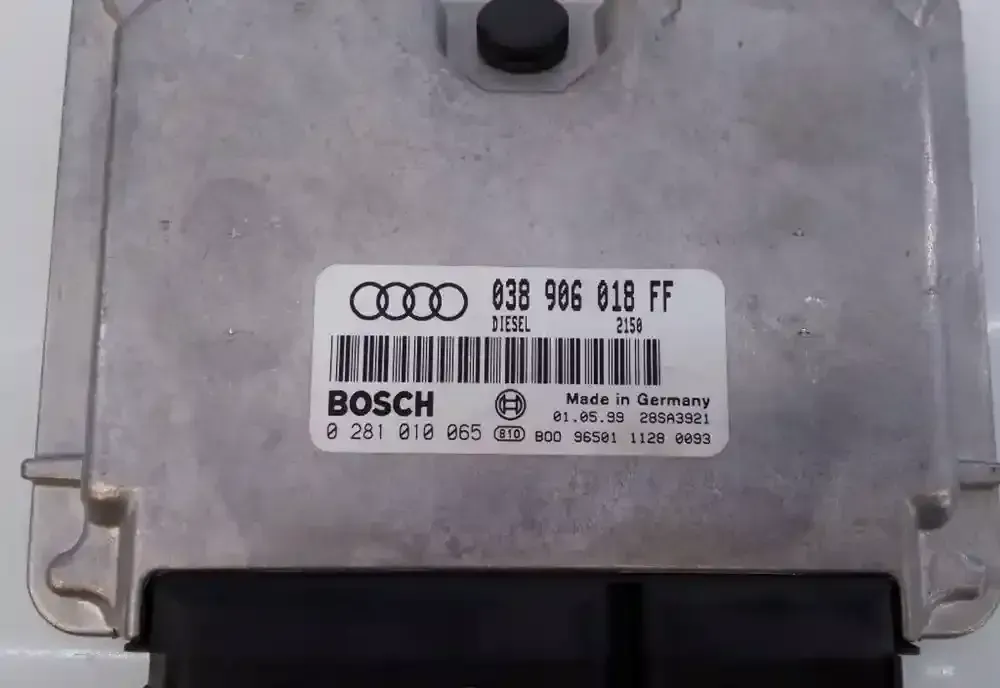 038 906 018 FF
DIESEL 2150
BOSCH
Made in Germany
01.05.99 28SA3921
0 281 010 065 810 B00 96501 1128 0093